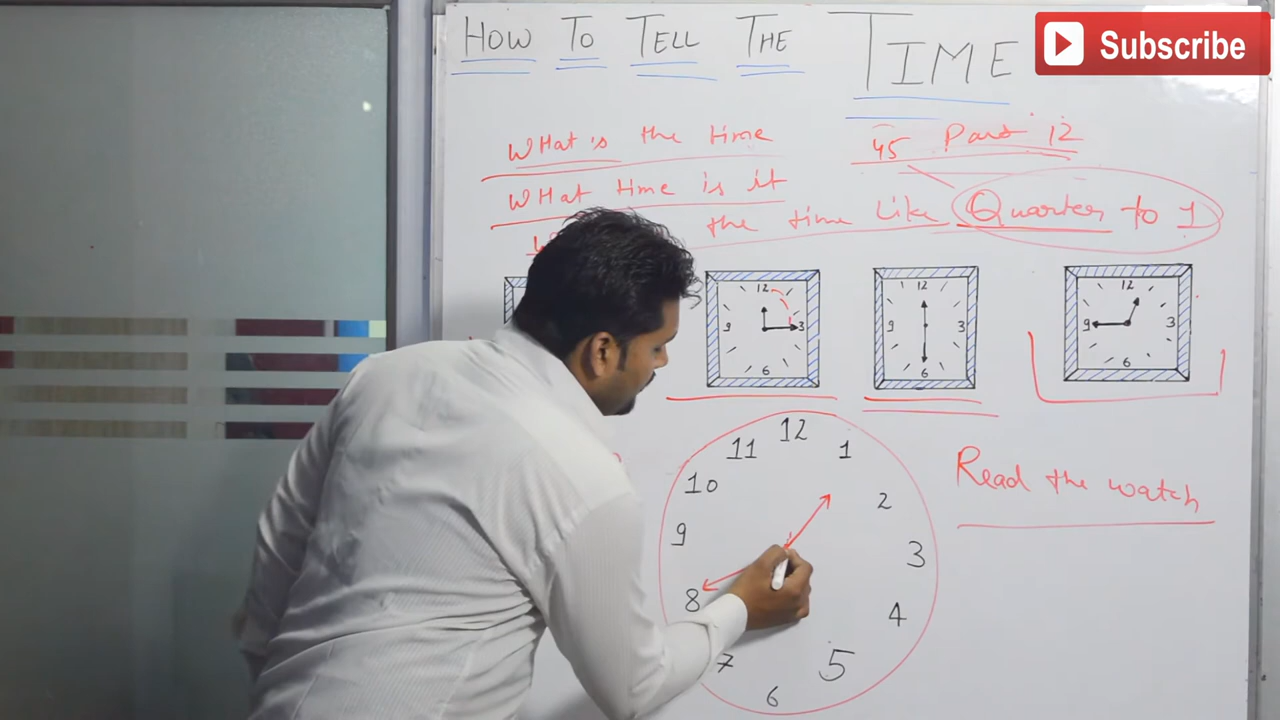 HOW TO TELL THE TIME
Subscribe
WHat is the time
45 Past 12
WHat time is it
the time Like Quarter to 1
12
9 3
6
12
9 3
6
12
9 3
6
12
11 1
10 2
9 3
8 4
7 5
6
Read the watch